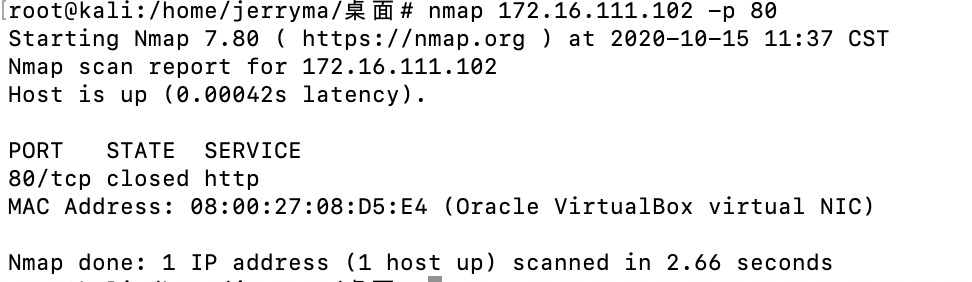 [root@kali:/home/jerryma/桌面# nmap 172.16.111.102 -p 80
Starting Nmap 7.80 ( https://nmap.org ) at 2020-10-15 11:37 CST
Nmap scan report for 172.16.111.102
Host is up (0.00042s latency).
PORT   STATE  SERVICE
80/tcp closed http
MAC Address: 08:00:27:08:D5:E4 (Oracle VirtualBox virtual NIC)
Nmap done: 1 IP address (1 host up) scanned in 2.66 seconds